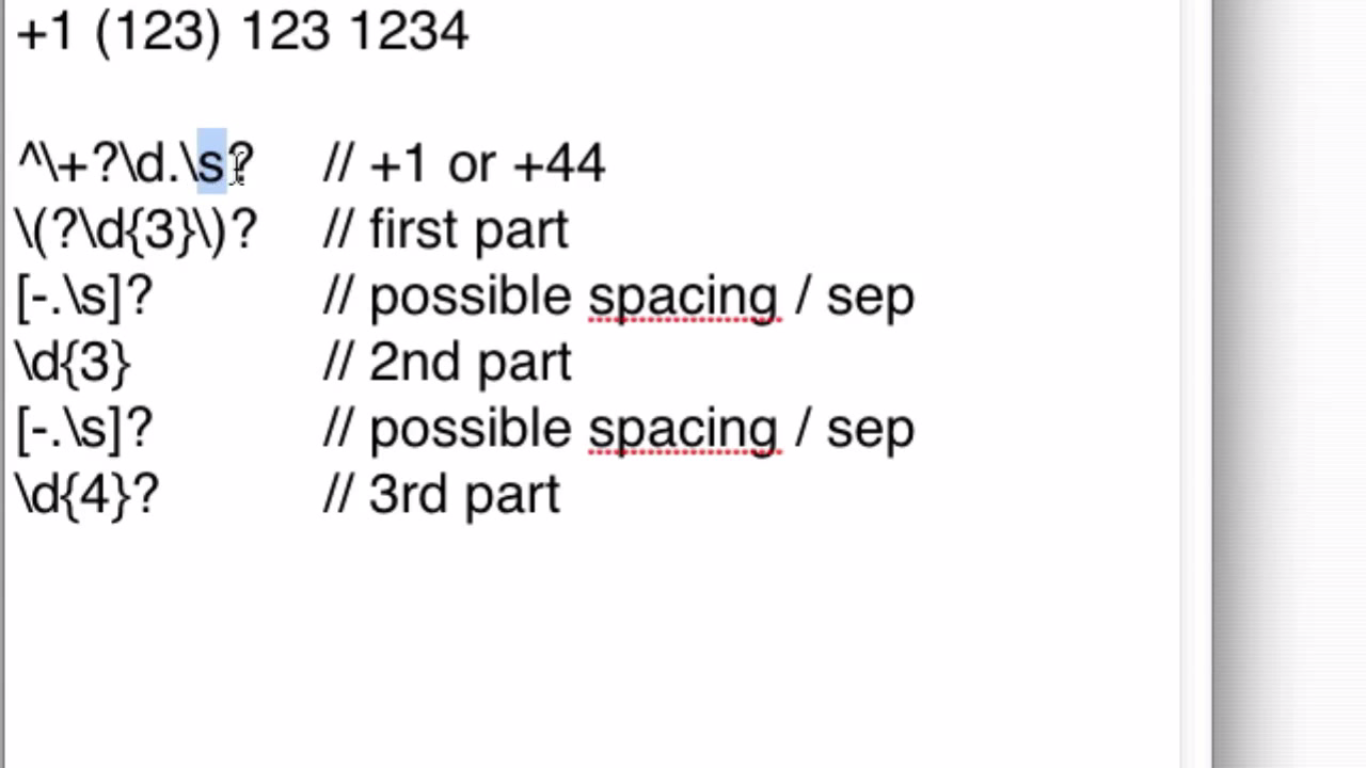 +1 (123) 123 1234
^\+?\d.\s? // +1 or +44
\(?\d{3}\)? // first part
[-.\s]? // possible spacing / sep
\d{3} // 2nd part
[-.\s]? // possible spacing / sep
\d{4}? // 3rd part